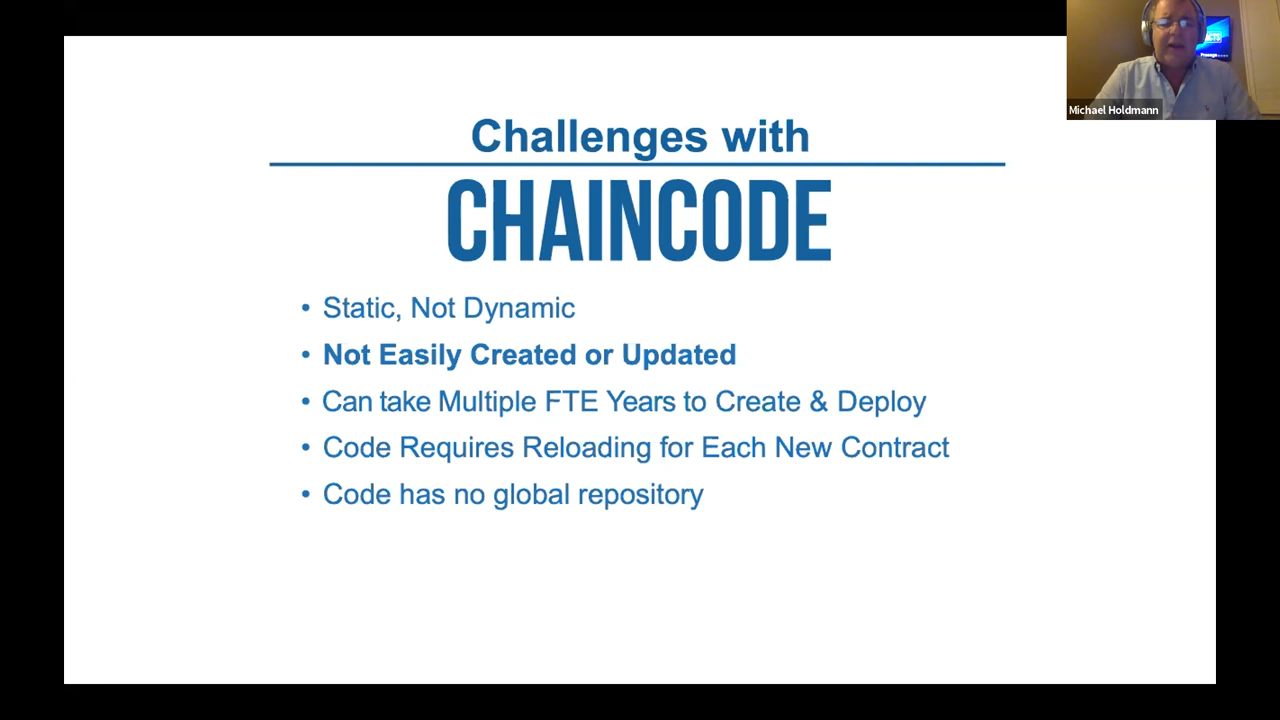 Challenges with
CHAINCODE
• Static, Not Dynamic
• Not Easily Created or Updated
• Can take Multiple FTE Years to Create & Deploy
• Code Requires Reloading for Each New Contract
• Code has no global repository
Michael Holdmann